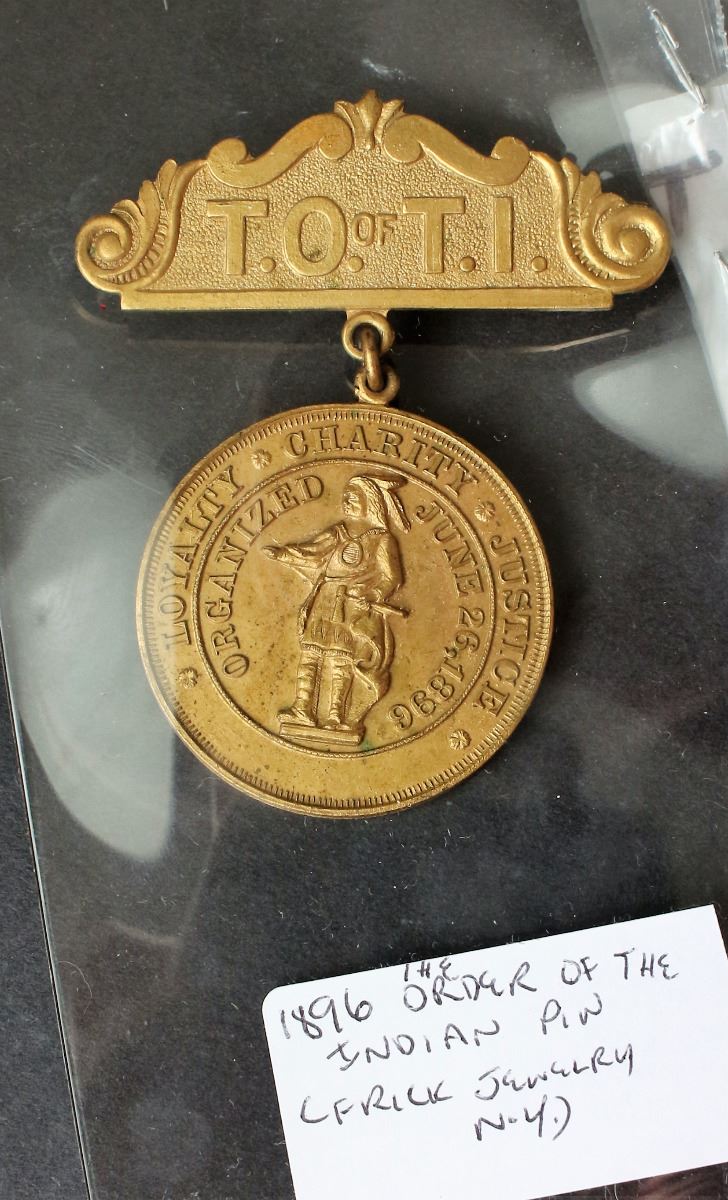 T.O. OF T.I.
LOYALTY CHARITY JUSTICE
ORGANIZED JUNE 26, 1896
1896 THE ORDER OF THE
INDIAN PIN
(FRICK JEWELRY
N.Y.)